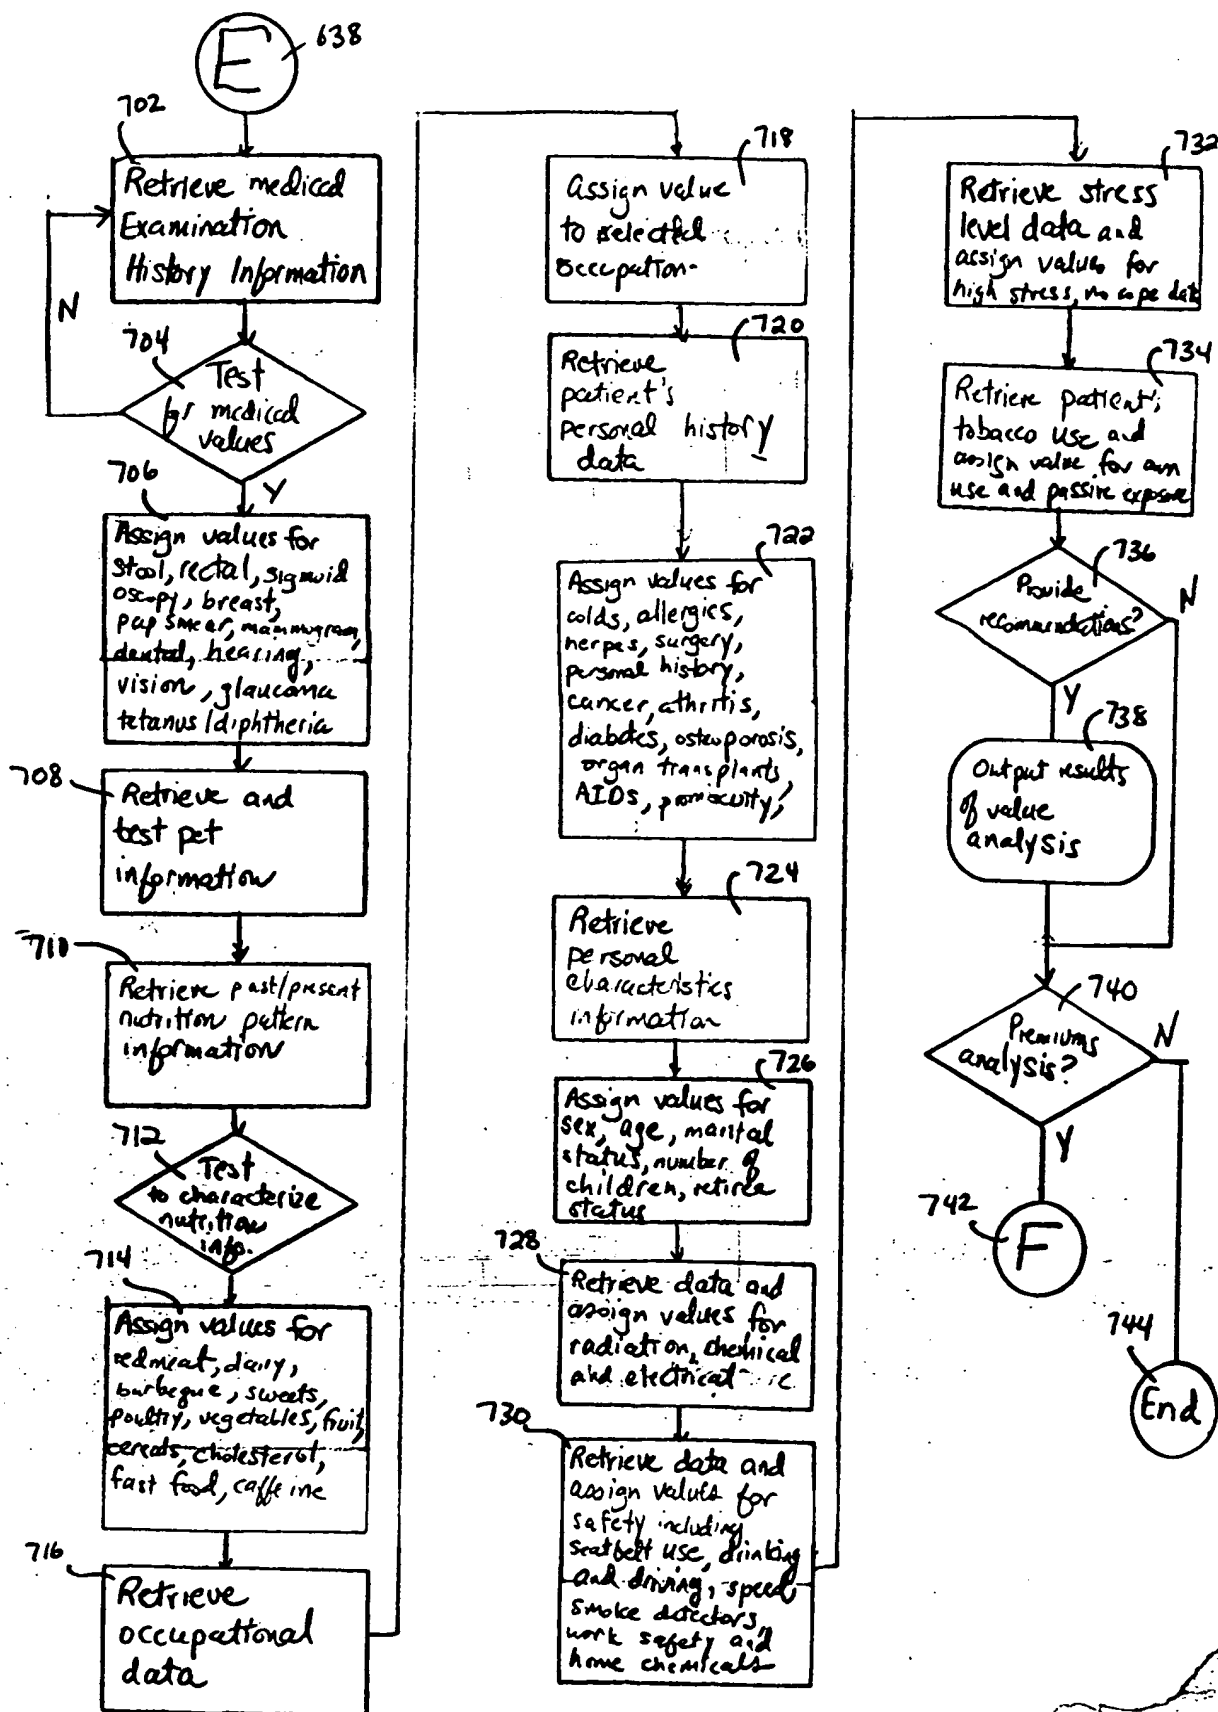 E
638
702
Retrieve medical
Examination
History Information
N
704
Test
for medical
values
Y
706
Assign values for
stool, rectal, sigmoid
oscopy, breast,
pap smear, mammogram,
dental, hearing,
vision, glaucoma
tetanus/diphtheria
708
Retrieve and
test pet
information
710
Retrieve past/present
nutrition pattern
information
712
Test
to characterize
nutrition
info.
714
Assign values for
redmeat, dairy,
barbeque, sweets,
poultry, vegetables, fruit,
cereals, cholesterol,
fast food, caffeine
716
Retrieve
occupational
data
718
Assign value
to selected
occupation
720
Retrieve
patient's
personal history
data
722
Assign values for
colds, allergies,
herpes, surgery,
personal history,
cancer, athritis,
diabetes, osteoporosis,
organ transplants,
AIDs, promiscuity,
724
Retrieve
personal
characteristics
information
726
Assign values for
sex, age, marital
status, number of
children, retiree
status
728
Retrieve data and
assign values for
radiation, chemical
and electrical
730
Retrieve data and
assign values for
safety including
seatbelt use, drinking
and driving, speed,
smoke detectors,
work safety and
home chemicals
732
Retrieve stress
level data and
assign values for
high stress, no cope data
734
Retrieve patient's
tobacco use and
assign value for own
use and passive exposure
736
Provide
recommendations?
N
Y
738
Output results
of value
analysis
740
Premiums
analysis?
N
Y
742
F
744
End